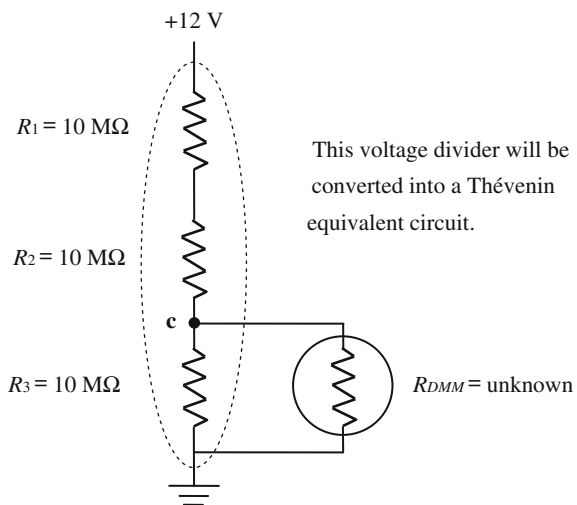 +12 V
R1 = 10 MΩ
This voltage divider will be
converted into a Thévenin
equivalent circuit.
R2 = 10 MΩ
c
R3 = 10 MΩ
RDMM = unknown